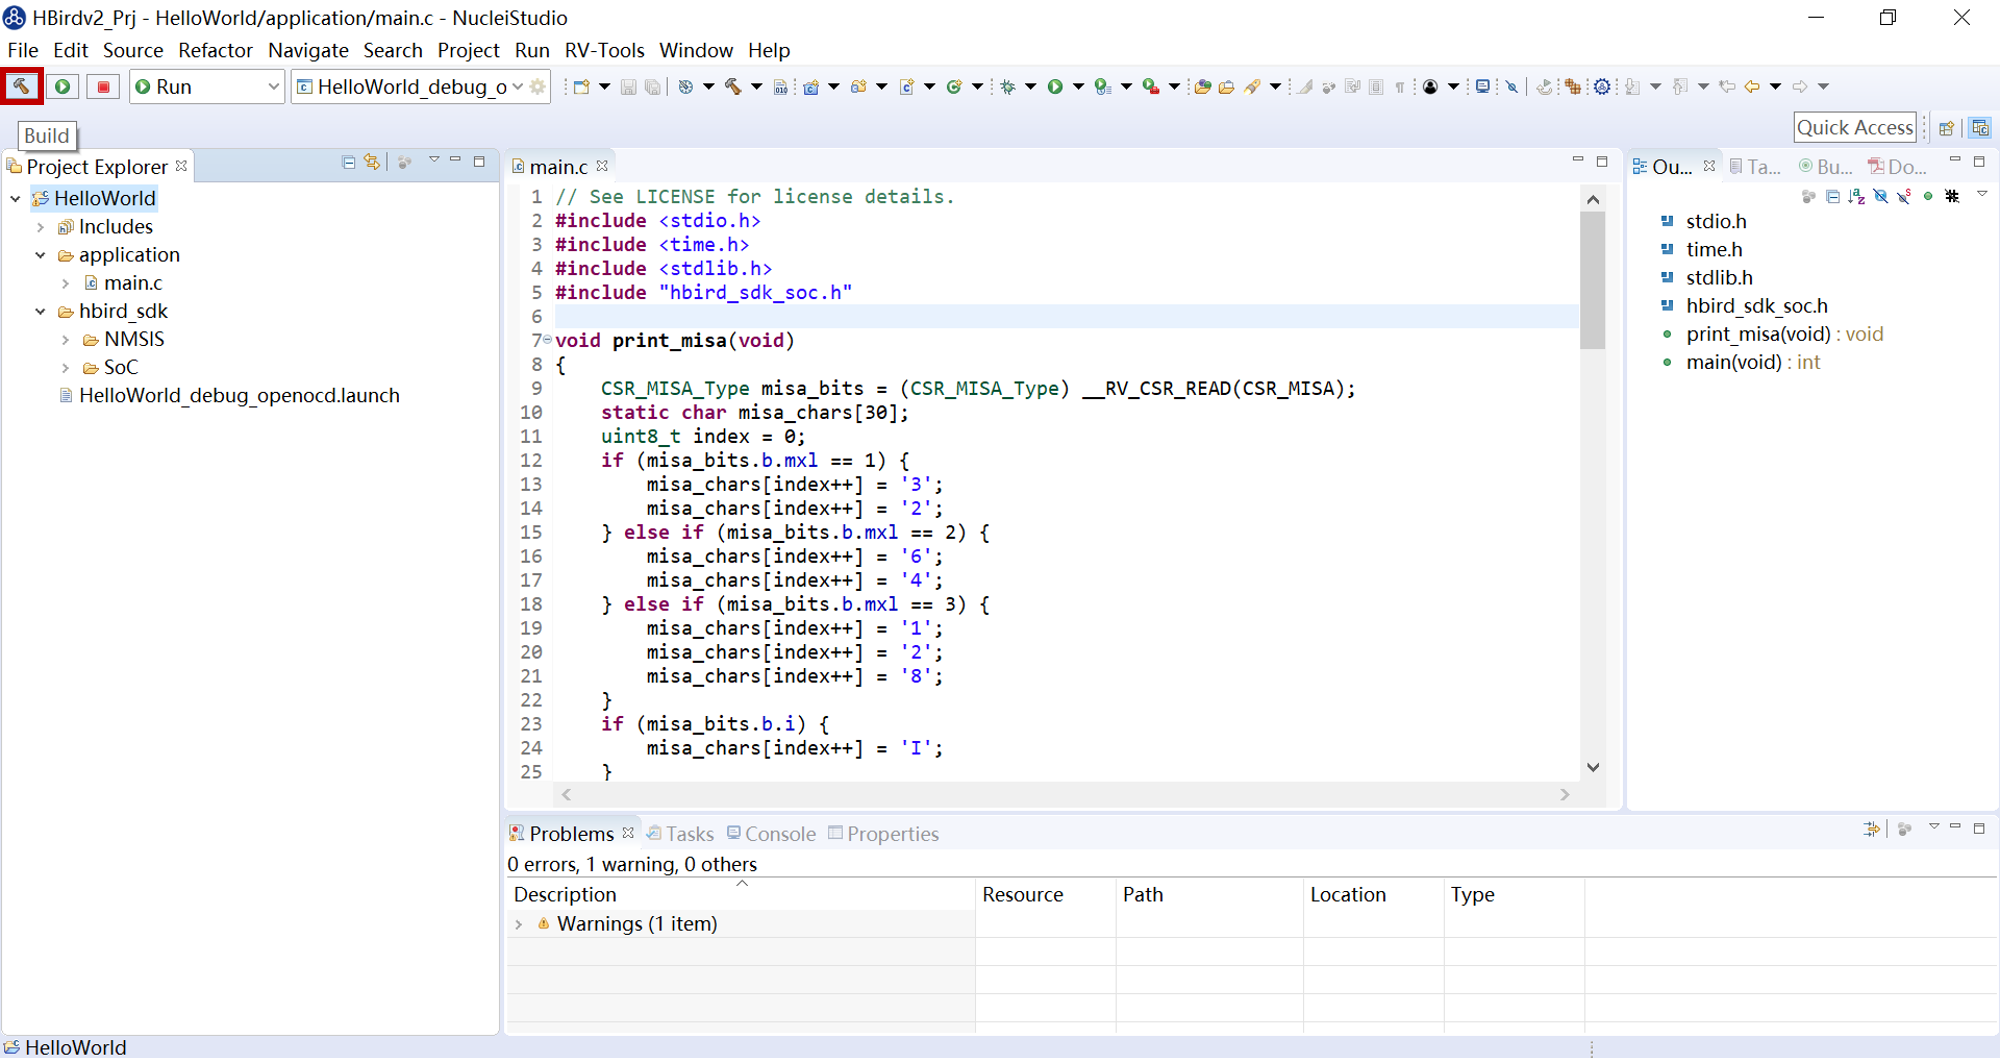 HBirdv2_Prj - HelloWorld/application/main.c - NucleiStudio
File Edit Source Refactor Navigate Search Project Run RV-Tools Window Help
Run HelloWorld_debug_o
Build
Quick Access
Project Explorer
HelloWorld
Includes
application
main.c
hbird_sdk
NMSIS
SoC
HelloWorld_debug_openocd.launch
main.c
1 // See LICENSE for license details.
2 #include <stdio.h>
3 #include <time.h>
4 #include <stdlib.h>
5 #include "hbird_sdk_soc.h"
6
7 void print_misa(void)
8 {
9 CSR_MISA_Type misa_bits = (CSR_MISA_Type) __RV_CSR_READ(CSR_MISA);
10 static char misa_chars[30];
11 uint8_t index = 0;
12 if (misa_bits.b.mxl == 1) {
13 misa_chars[index++] = '3';
14 misa_chars[index++] = '2';
15 } else if (misa_bits.b.mxl == 2) {
16 misa_chars[index++] = '6';
17 misa_chars[index++] = '4';
18 } else if (misa_bits.b.mxl == 3) {
19 misa_chars[index++] = '1';
20 misa_chars[index++] = '2';
21 misa_chars[index++] = '8';
22 }
23 if (misa_bits.b.i) {
24 misa_chars[index++] = 'I';
25 }
Ou... Ta... Bu... Do...
stdio.h
time.h
stdlib.h
hbird_sdk_soc.h
print_misa(void) : void
main(void) : int
Problems Tasks Console Properties
0 errors, 1 warning, 0 others
Description Resource Path Location Type
Warnings (1 item)
HelloWorld